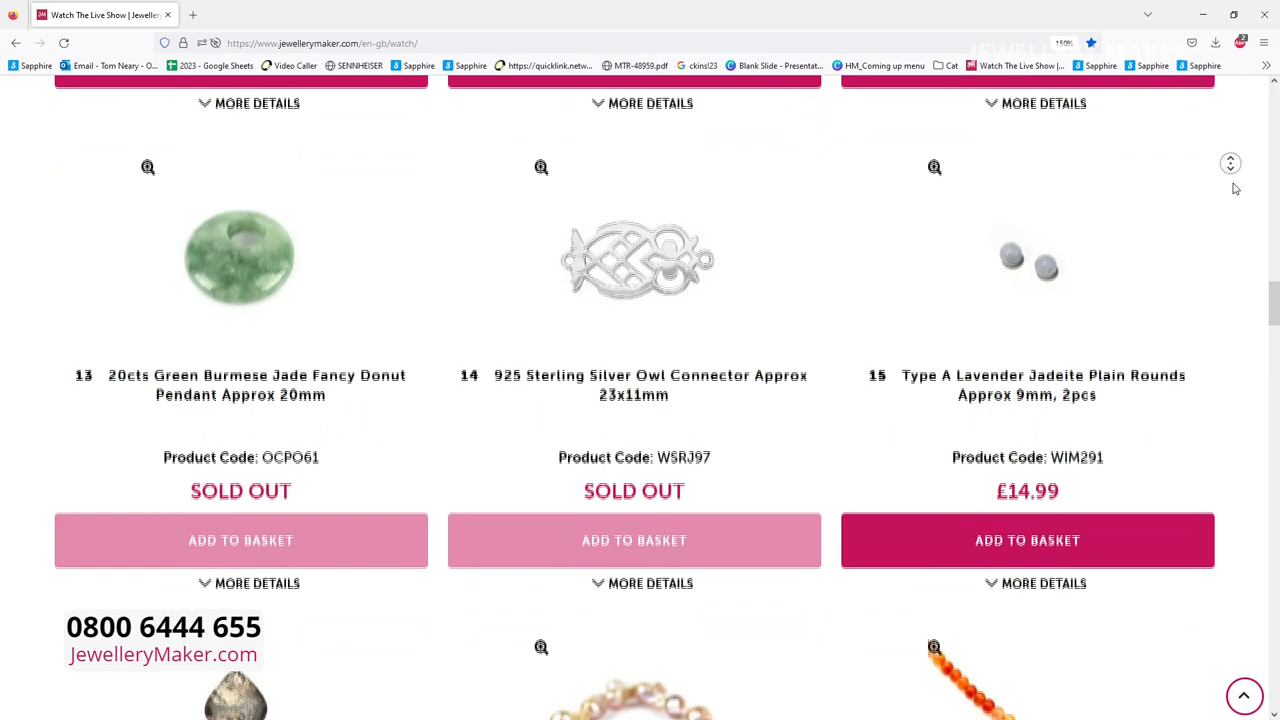 Watch The Live Show | Jeweller
https://www.jewellerymaker.com/en-gb/watch/
150%
2
JEWELLERYMAKER
Sapphire
Email - Tom Neary - O...
2023 - Google Sheets
Video Caller
SENNHEISER
Sapphire
Sapphire
https://quicklink.netw...
MTR-48959.pdf
ckins!23
Blank Slide - Presentat...
HM_Coming up menu
Cat
Watch The Live Show |...
Sapphire
Sapphire
Sapphire
MORE DETAILS
MORE DETAILS
MORE DETAILS
13 20cts Green Burmese Jade Fancy Donut
Pendant Approx 20mm
Product Code: OCPO61
SOLD OUT
ADD TO BASKET
MORE DETAILS
14 925 Sterling Silver Owl Connector Approx
23x11mm
Product Code: WSRJ97
SOLD OUT
ADD TO BASKET
MORE DETAILS
15 Type A Lavender Jadeite Plain Rounds
Approx 9mm, 2pcs
Product Code: WIM291
£14.99
ADD TO BASKET
MORE DETAILS
0800 6444 655
JewelleryMaker.com